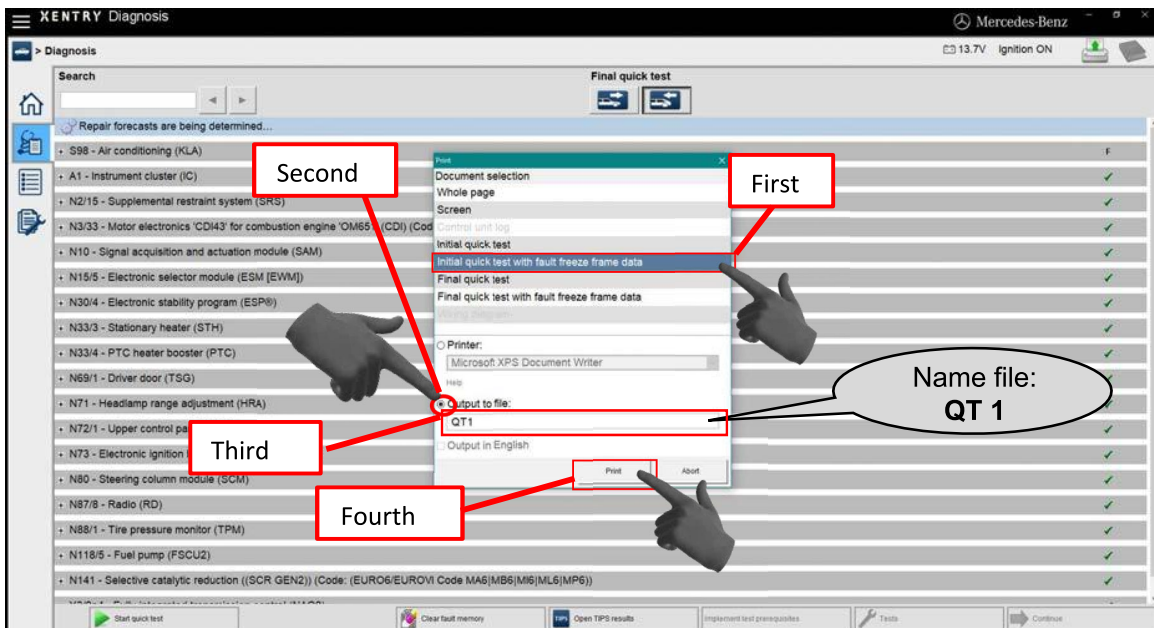 XENTRY Diagnosis
Mercedes-Benz
> Diagnosis
13.7V Ignition ON
Search
Final quick test
Repair forecasts are being determined...
+ S98 - Air conditioning (KLA) F
+ A1 - Instrument cluster (IC)
+ N2/15 - Supplemental restraint system (SRS)
+ N3/33 - Motor electronics 'CDI43' for combustion engine 'OM651' (CDI) (Cod
+ N10 - Signal acquisition and actuation module (SAM)
+ N15/5 - Electronic selector module (ESM [EWM])
+ N30/4 - Electronic stability program (ESP®)
+ N33/3 - Stationary heater (STH)
+ N33/4 - PTC heater booster (PTC)
+ N69/1 - Driver door (TSG)
+ N71 - Headlamp range adjustment (HRA)
+ N72/1 - Upper control pa
+ N73 - Electronic ignition
+ N80 - Steering column module (SCM)
+ N87/8 - Radio (RD)
+ N88/1 - Tire pressure monitor (TPM)
+ N118/5 - Fuel pump (FSCU2)
+ N141 - Selective catalytic reduction ((SCR GEN2)) (Code: (EURO6/EUROVI Code MA6|MB6|MI6|ML6|MP6))
Print
Document selection
Whole page
Screen
Control unit log
Initial quick test
Initial quick test with fault freeze frame data
Final quick test
Final quick test with fault freeze frame data
Wiring diagram
Printer:
Microsoft XPS Document Writer
Help
Output to file:
QT1
Output in English
Print
Abort
First
Second
Third
Fourth
Name file:
QT 1
Start quick test
Clear fault memory
TIPS Open TIPS results
Implement test prerequisites
Tests
Continue